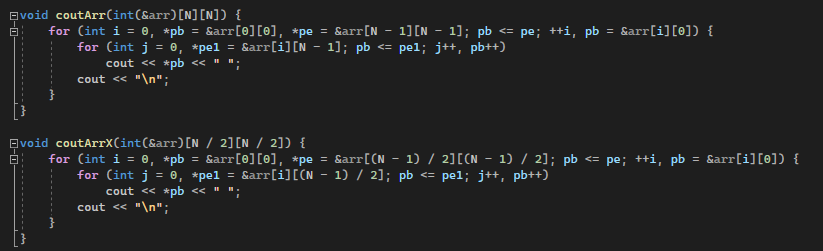 void coutArr(int(&arr)[N][N]) {
    for (int i = 0, *pb = &arr[0][0], *pe = &arr[N - 1][N - 1]; pb <= pe; ++i, pb = &arr[i][0]) {
        for (int j = 0, *pe1 = &arr[i][N - 1]; pb <= pe1; j++, pb++)
            cout << *pb << " ";
        cout << "\n";
    }
}
void coutArrX(int(&arr)[N / 2][N / 2]) {
    for (int i = 0, *pb = &arr[0][0], *pe = &arr[(N - 1) / 2][(N - 1) / 2]; pb <= pe; ++i, pb = &arr[i][0]) {
        for (int j = 0, *pe1 = &arr[i][(N - 1) / 2]; pb <= pe1; j++, pb++)
            cout << *pb << " ";
        cout << "\n";
    }
}